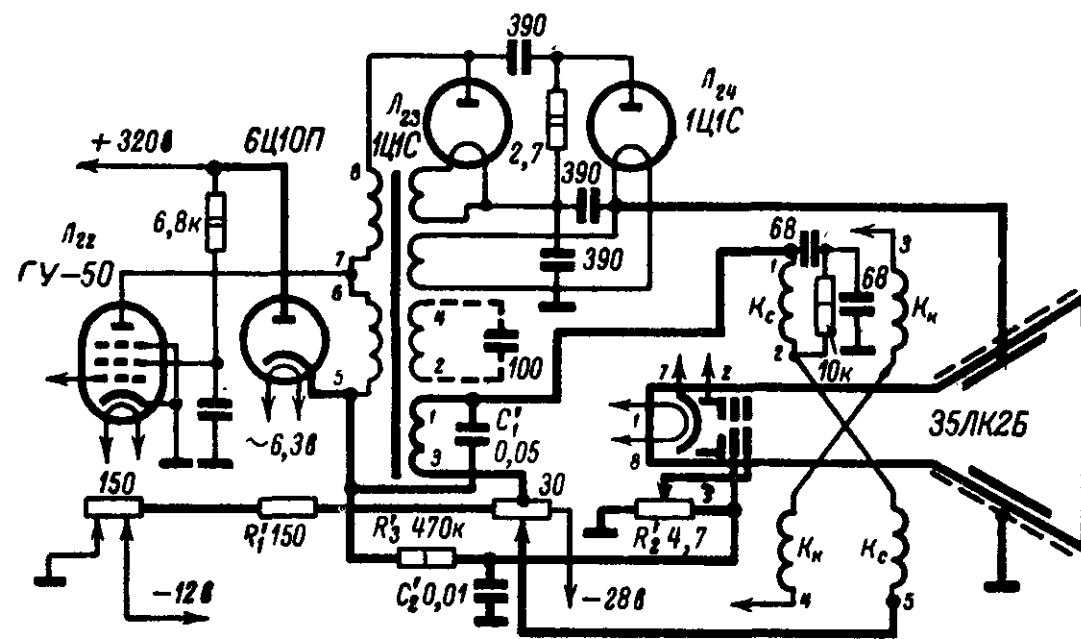 390
Л24
1Ц1С
Л23
1Ц1С
2,7
+ 320в
6Ц10П
6,8к
8
390
Л22
ГУ-50
7
6
390
68
1
3
68
Кс
Кк
4
2
100
2
10к
5
7
2
1
8
35ЛК2Б
~6,3в
1
C'1
0,05
3
30
3
150
R'1 150
R'3 470к
R'2 4,7
Кк
Кс
-12в
C'2 0,01
-28в
4
5